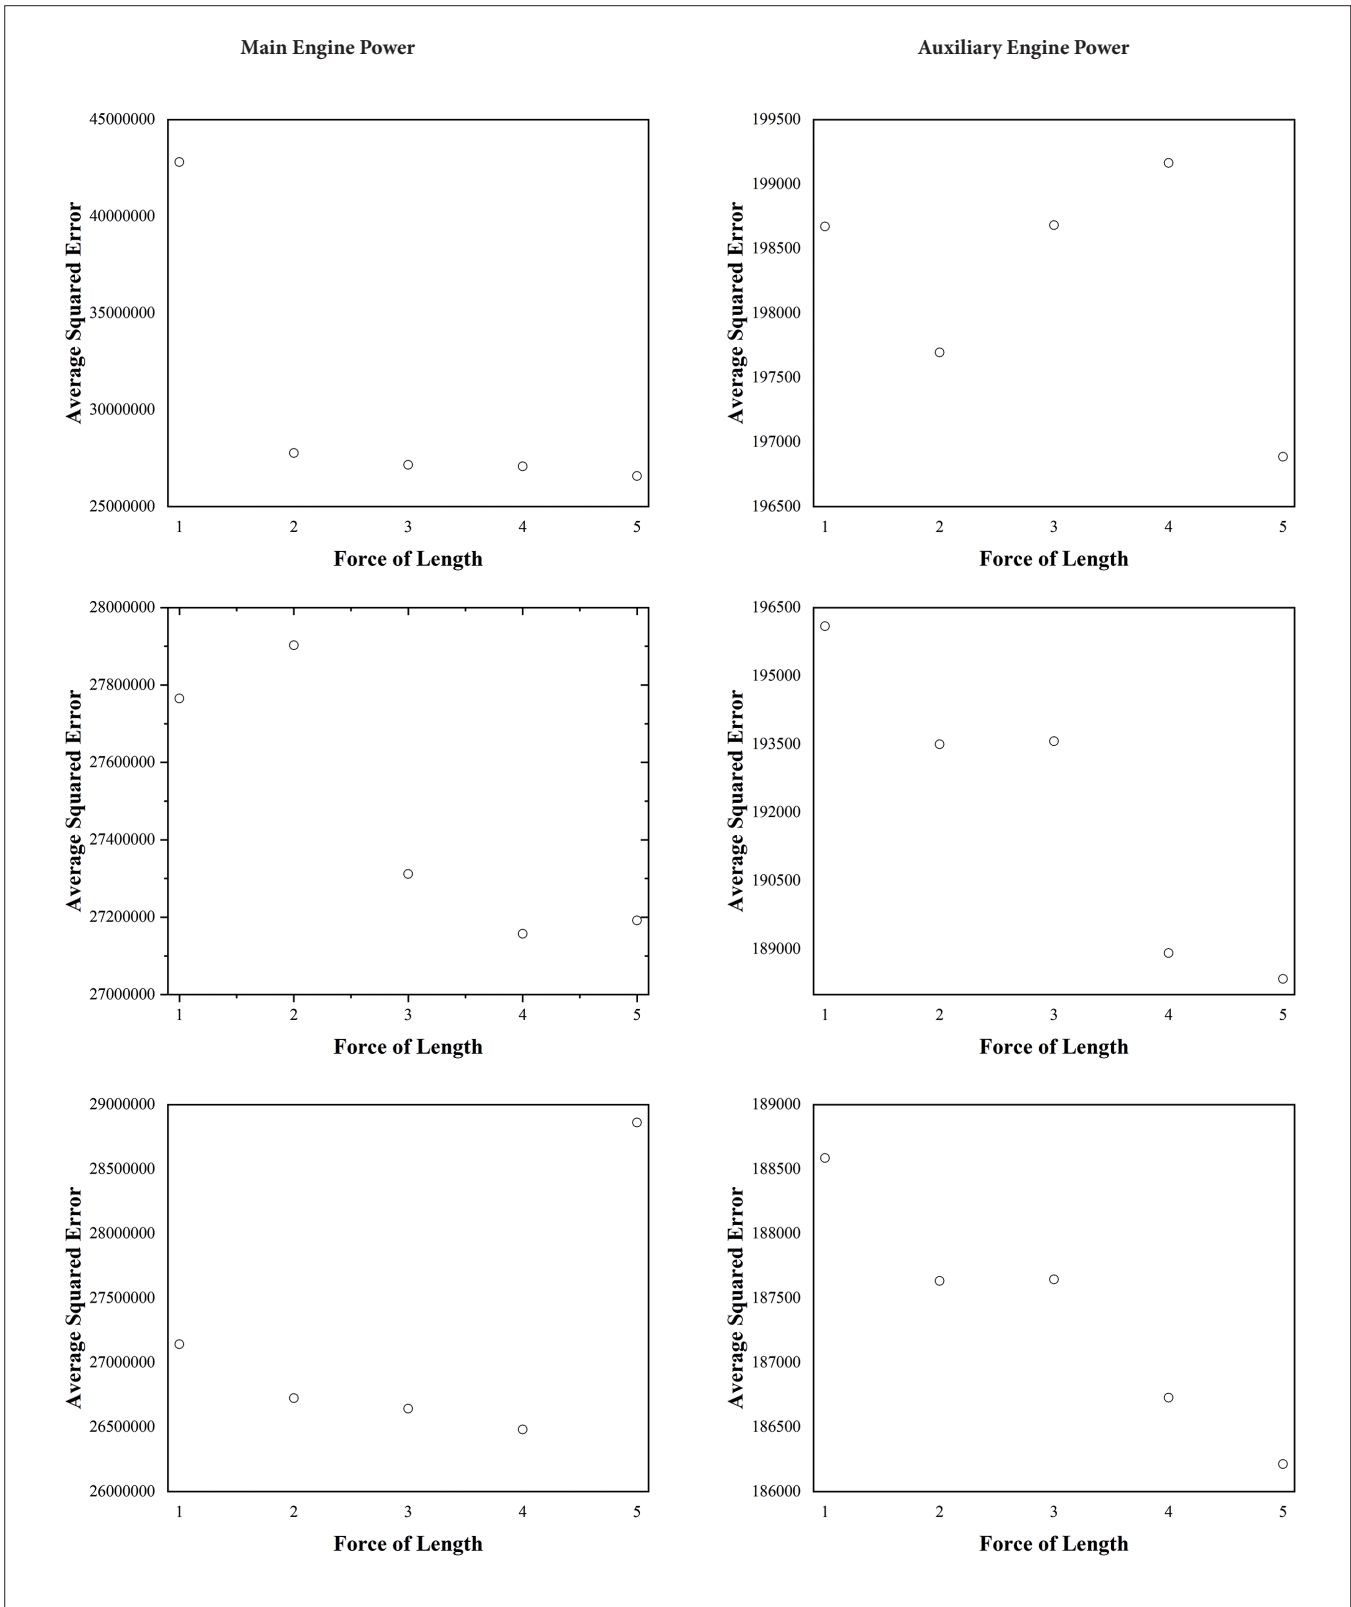 Main Engine Power
Auxiliary Engine Power
45000000
40000000
35000000
30000000
25000000
Average Squared Error
1 2 3 4 5
Force of Length
199500
199000
198500
198000
197500
197000
196500
Average Squared Error
1 2 3 4 5
Force of Length
28000000
27800000
27600000
27400000
27200000
27000000
Average Squared Error
1 2 3 4 5
Force of Length
196500
195000
193500
192000
190500
189000
Average Squared Error
1 2 3 4 5
Force of Length
29000000
28500000
28000000
27500000
27000000
26500000
26000000
Average Squared Error
1 2 3 4 5
Force of Length
189000
188500
188000
187500
187000
186500
186000
Average Squared Error
1 2 3 4 5
Force of Length